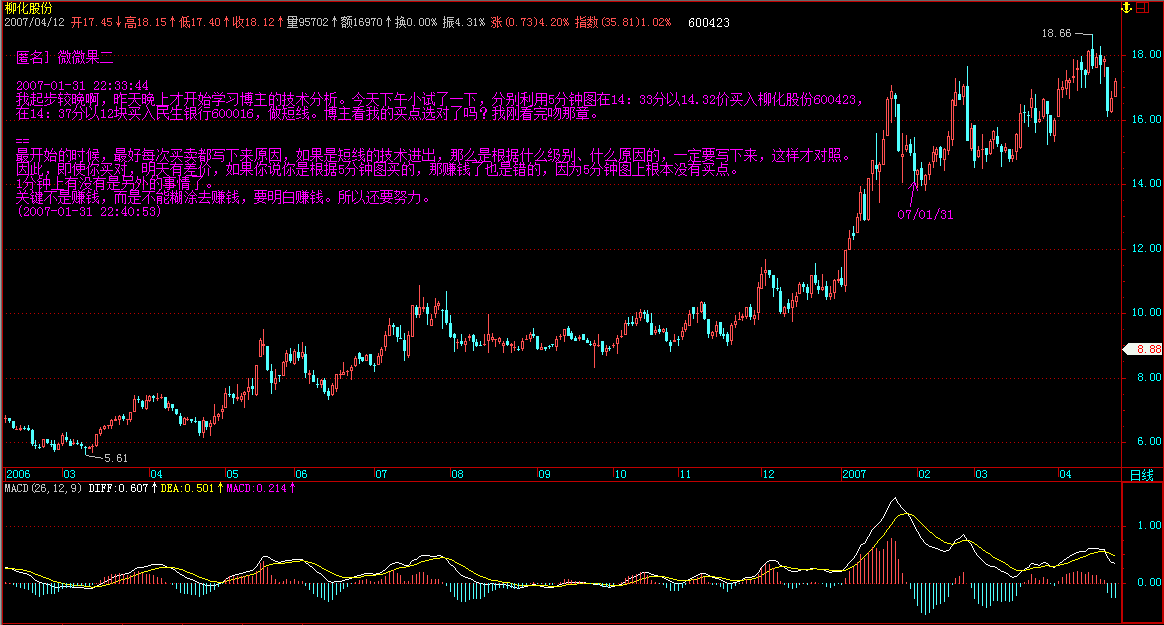 柳化股份
2007/04/12 开17.45↓高18.15↑低17.40↑收18.12↑量95702↑额16970↑换0.00% 振4.31% 涨(0.73)4.20% 指数(35.81)1.02% 600423
18.66
[匿名] 微微果二
2007-01-31 22:33:44
我起步较晚啊，昨天晚上才开始学习博主的技术分析。今天下午小试了一下，分别利用5分钟图在14：33分以14.32价买入柳化股份600423，
在14：37分以12块买入民生银行600016，做短线。博主看我的买点选对了吗？我刚看完吻那章。
==
最开始的时候，最好每次买卖都写下来原因，如果是短线的技术进出，那么是根据什么级别、什么原因的，一定要写下来，这样才对照。
因此，即使你买对，明天有差价，如果你说你是根据5分钟图买的，那赚钱了也是错的，因为5分钟图上根本没有买点。
1分钟上有没有是另外的事情了。
关键不是赚钱，而是不能糊涂去赚钱，要明白赚钱。所以还要努力。
(2007-01-31 22:40:53)
07/01/31
5.61
18.00
16.00
14.00
12.00
10.00
8.88
8.00
6.00
2006 03 04 05 06 07 08 09 10 11 12 2007 02 03 04 日线
MACD(26,12,9) DIFF:0.607↑DEA:0.501↑MACD:0.214↑
1.00
0.00